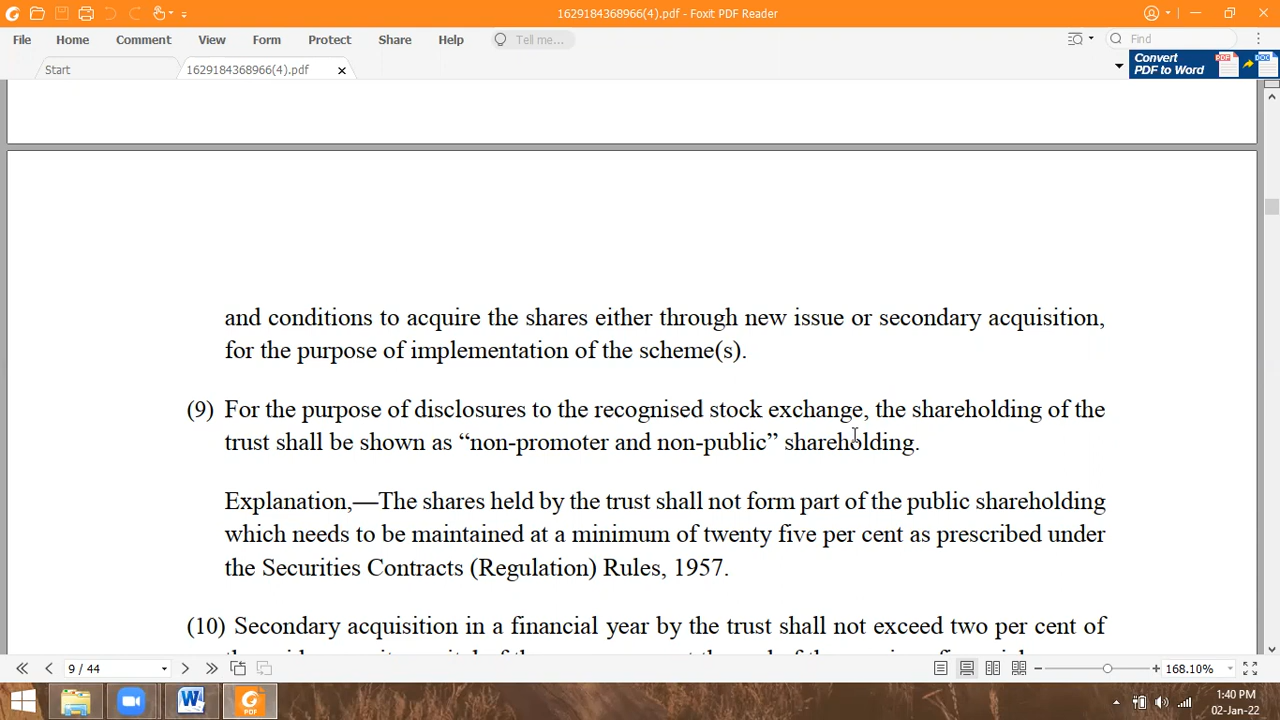 1629184368966(4).pdf - Foxit PDF Reader
File Home Comment View Form Protect Share Help Tell me... Find
Start 1629184368966(4).pdf Convert PDF to Word
and conditions to acquire the shares either through new issue or secondary acquisition,
for the purpose of implementation of the scheme(s).
(9) For the purpose of disclosures to the recognised stock exchange, the shareholding of the
trust shall be shown as “non-promoter and non-public” shareholding.
Explanation,—The shares held by the trust shall not form part of the public shareholding
which needs to be maintained at a minimum of twenty five per cent as prescribed under
the Securities Contracts (Regulation) Rules, 1957.
(10) Secondary acquisition in a financial year by the trust shall not exceed two per cent of
9 / 44 168.10%
1:40 PM
02-Jan-22